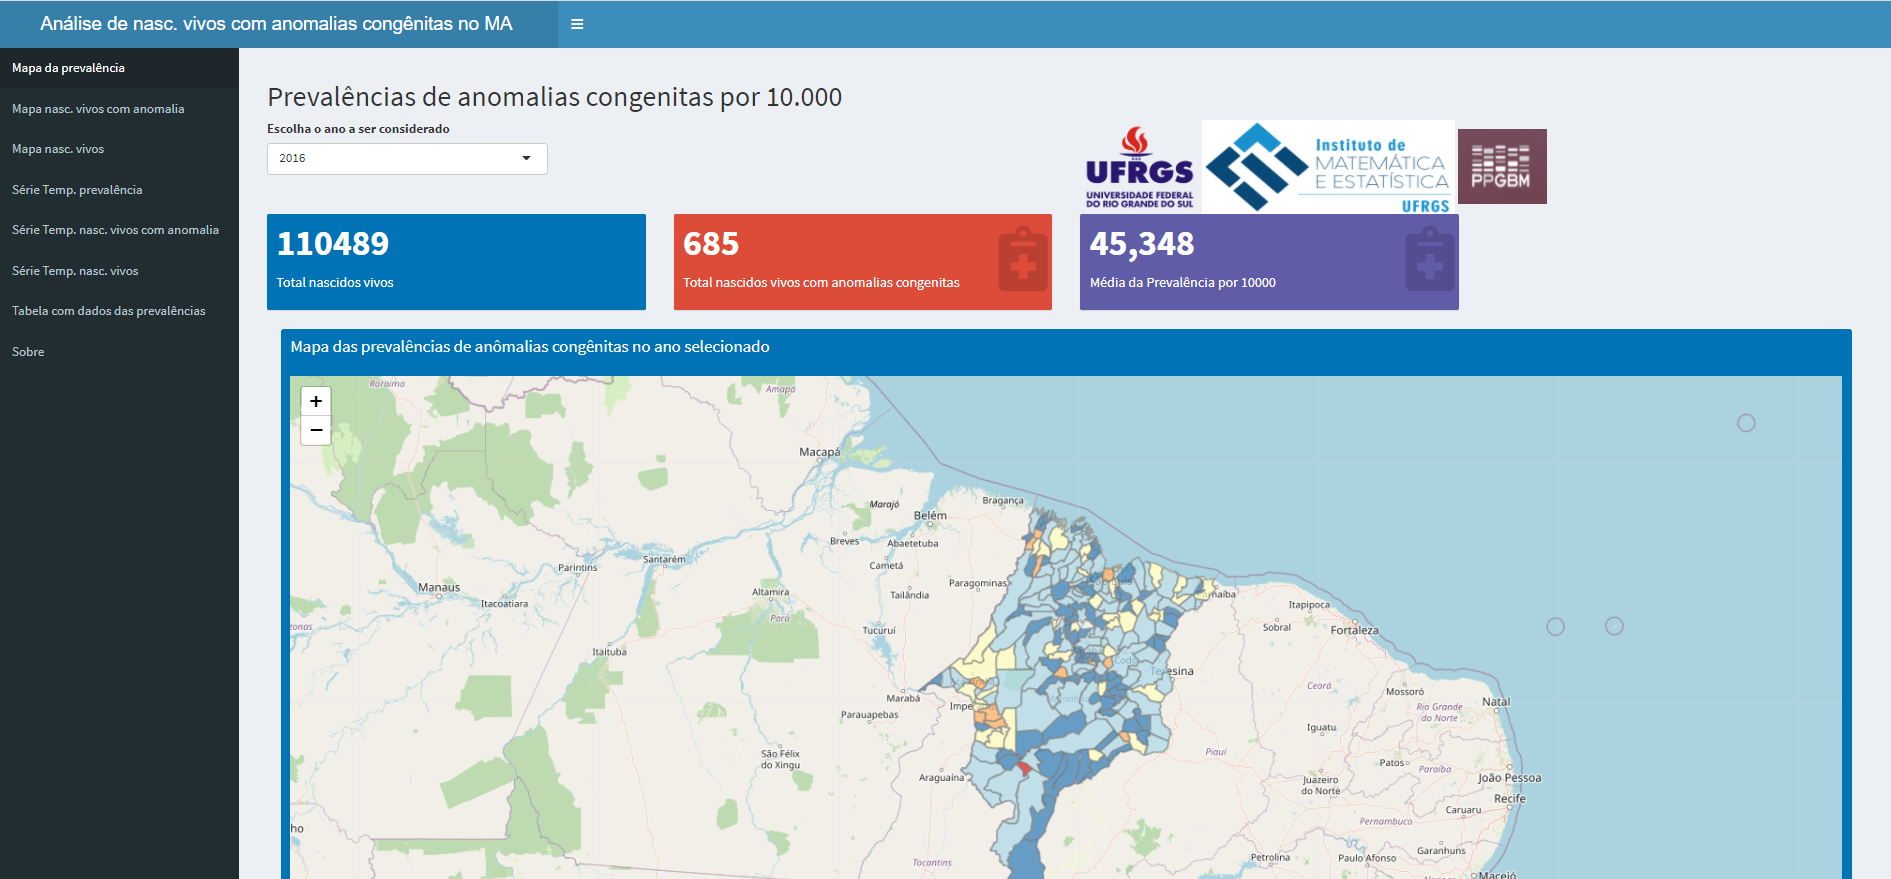 Análise de nasc. vivos com anomalias congênitas no MA
Mapa da prevalência
Mapa nasc. vivos com anomalia
Mapa nasc. vivos
Série Temp. prevalência
Série Temp. nasc. vivos com anomalia
Série Temp. nasc. vivos
Tabela com dados das prevalências
Sobre
Prevalências de anomalias congenitas por 10.000
Escolha o ano a ser considerado
2016
UFRGS
UNIVERSIDADE FEDERAL
DO RIO GRANDE DO SUL
Instituto de
MATEMÁTICA
E ESTATÍSTICA
UFRGS
PPGBM
110489
Total nascidos vivos
685
Total nascidos vivos com anomalias congenitas
45,348
Média da Prevalência por 10000
Mapa das prevalências de anômalias congênitas no ano selecionado
+
−
Roraima
Amapá
Macapá
Marajó
Belém
Bragança
Breves
Abaetetuba
Santarém
Parintins
Cametá
Manaus
Itacoatiara
Altamira
Tailândia
Paragominas
Pará
Tucuruí
Itaituba
Marabá
Parauapebas
São Félix
do Xingu
Araguaína
Tocantins
Itapipoca
Sobral
Fortaleza
Ceará
Mossoró
Rio Grande
do Norte
Natal
Iguatu
Piauí
Patos
Paraíba
Juazeiro
do Norte
João Pessoa
Recife
Caruaru
Pernambuco
Garanhuns
Petrolina
Paulo Afonso
Maceió